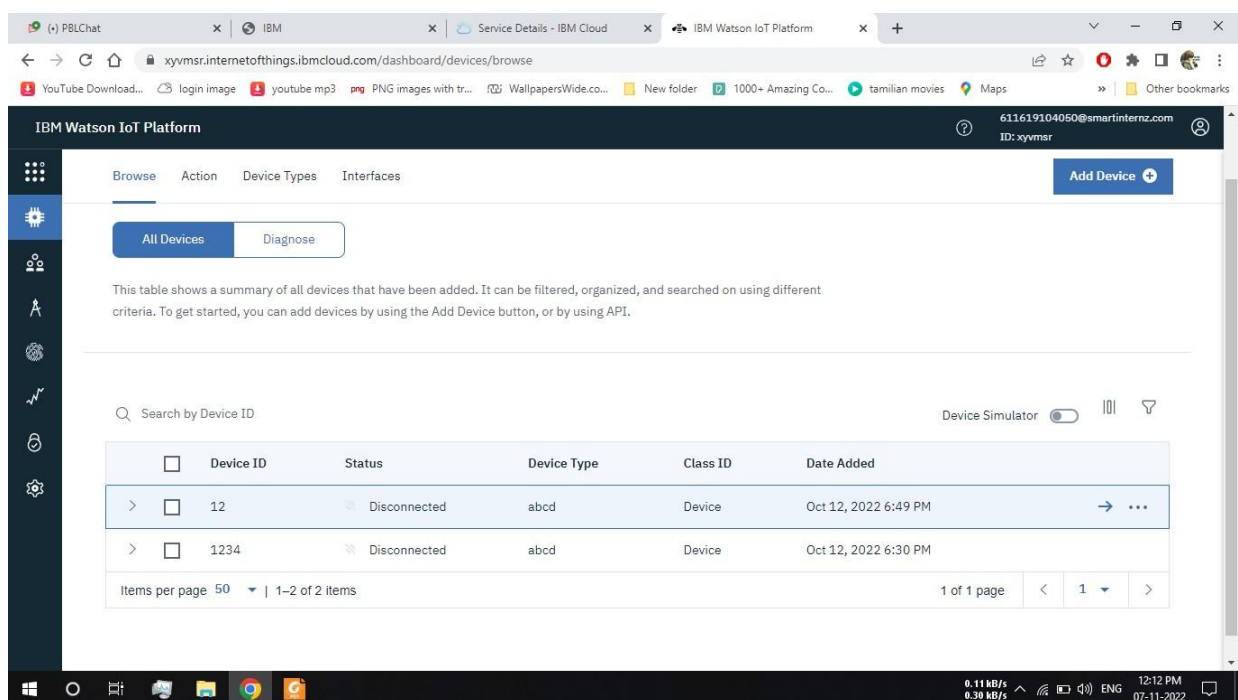 (•) PBLChat IBM Service Details - IBM Cloud IBM Watson IoT Platform
xyvmsr.internetofthings.ibmcloud.com/dashboard/devices/browse
YouTube Download... login image youtube mp3 png PNG images with tr... WallpapersWide.co... New folder 1000+ Amazing Co... tamilian movies Maps » Other bookmarks
IBM Watson IoT Platform
611619104050@smartinternz.com
ID: xyvmsr
Browse Action Device Types Interfaces Add Device
All Devices Diagnose
This table shows a summary of all devices that have been added. It can be filtered, organized, and searched on using different
criteria. To get started, you can add devices by using the Add Device button, or by using API.
Search by Device ID Device Simulator
Device ID Status Device Type Class ID Date Added
12 Disconnected abcd Device Oct 12, 2022 6:49 PM
1234 Disconnected abcd Device Oct 12, 2022 6:30 PM
Items per page 50 | 1–2 of 2 items 1 of 1 page 1
0.11 kB/s
0.30 kB/s
ENG
12:12 PM
07-11-2022